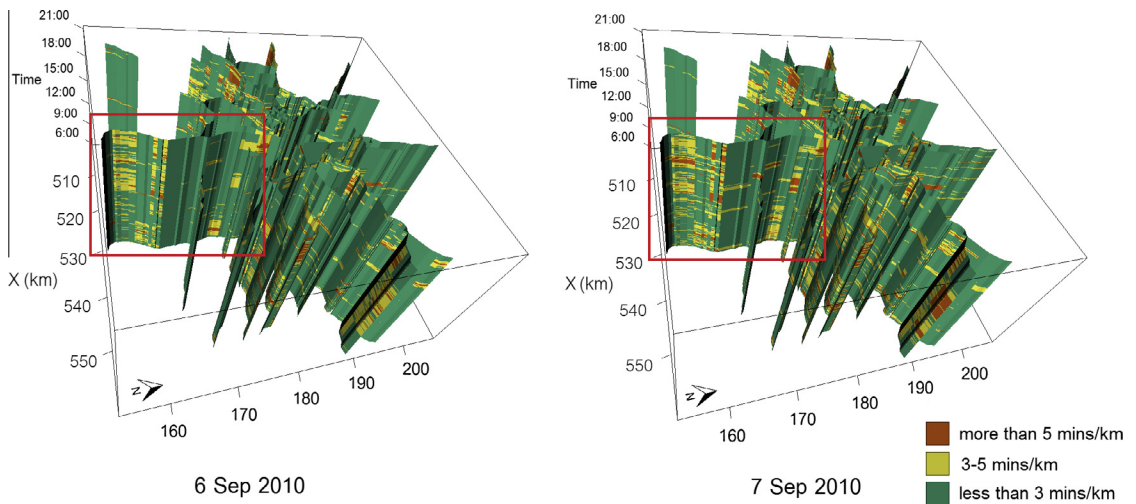 21:00
18:00
Time
15:00
12:00
9:00
6:00
510
520
530
X (km)
540
550
N
160
170
180
190
200
6 Sep 2010
21:00
18:00
Time
15:00
12:00
9:00
6:00
510
520
530
X (km)
540
550
N
160
170
180
190
200
7 Sep 2010
more than 5 mins/km
3-5 mins/km
less than 3 mins/km